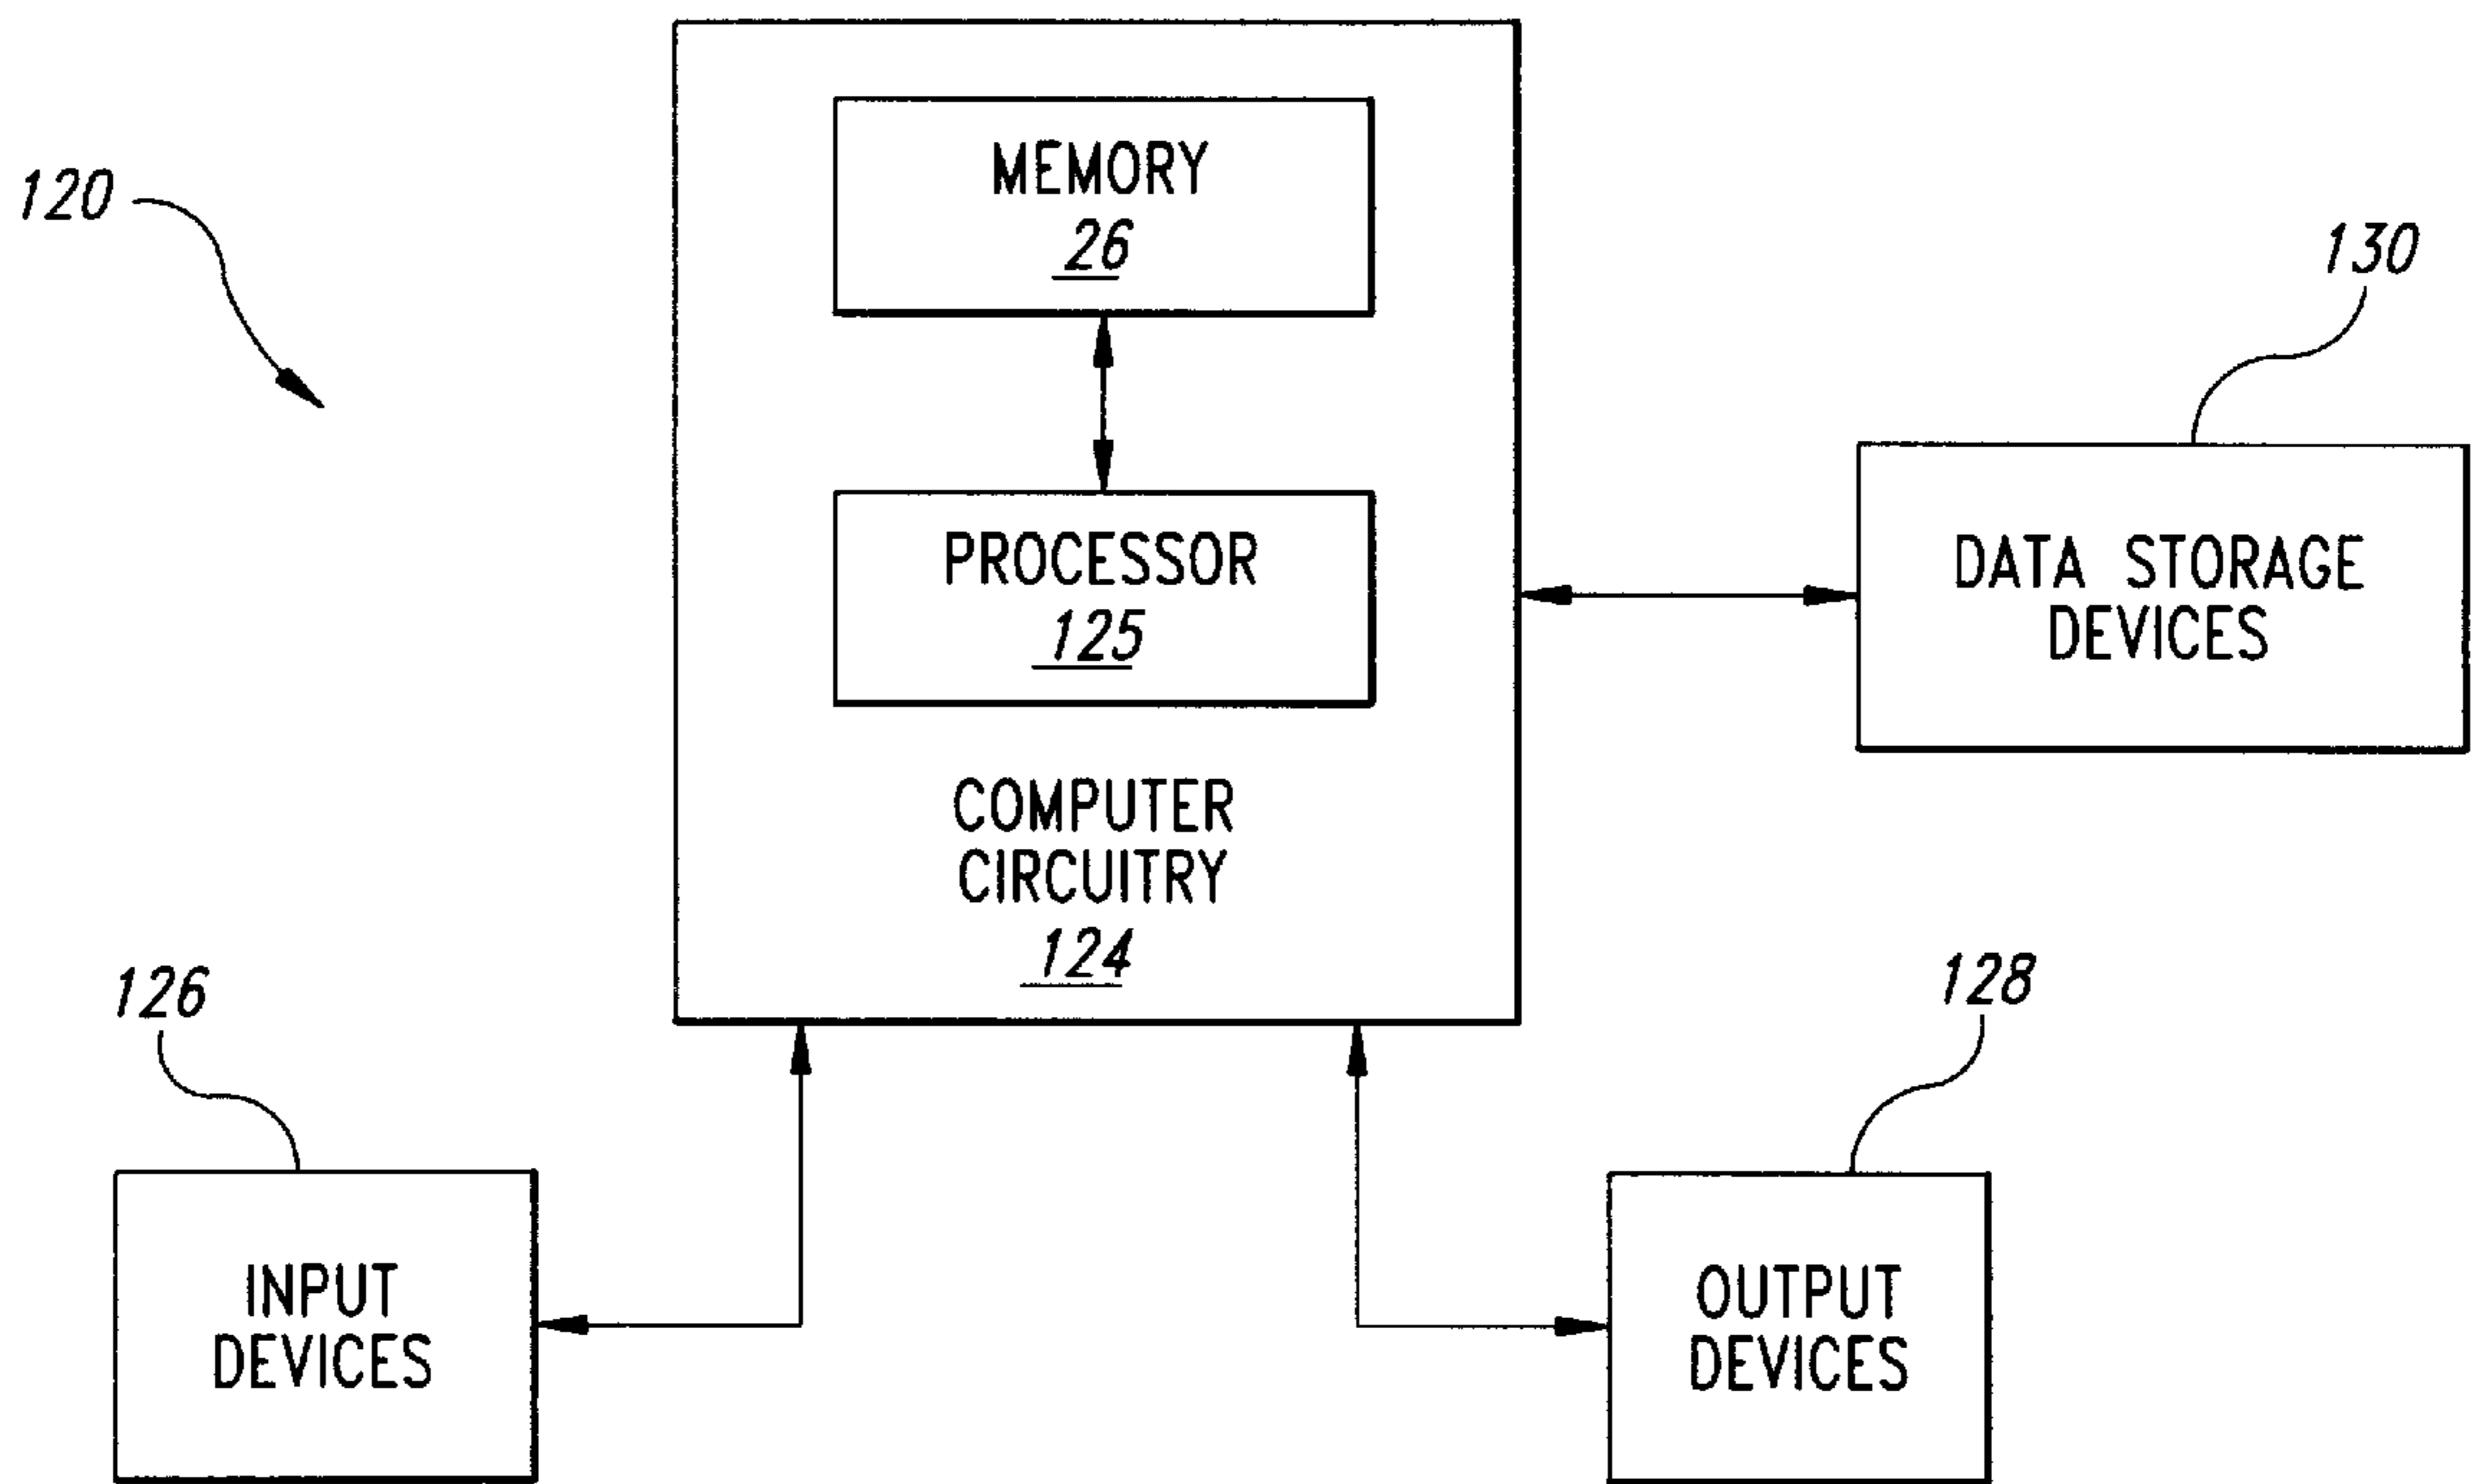 120
MEMORY
26
130
PROCESSOR
125
DATA STORAGE
DEVICES
COMPUTER
CIRCUITRY
124
126
128
INPUT
DEVICES
OUTPUT
DEVICES